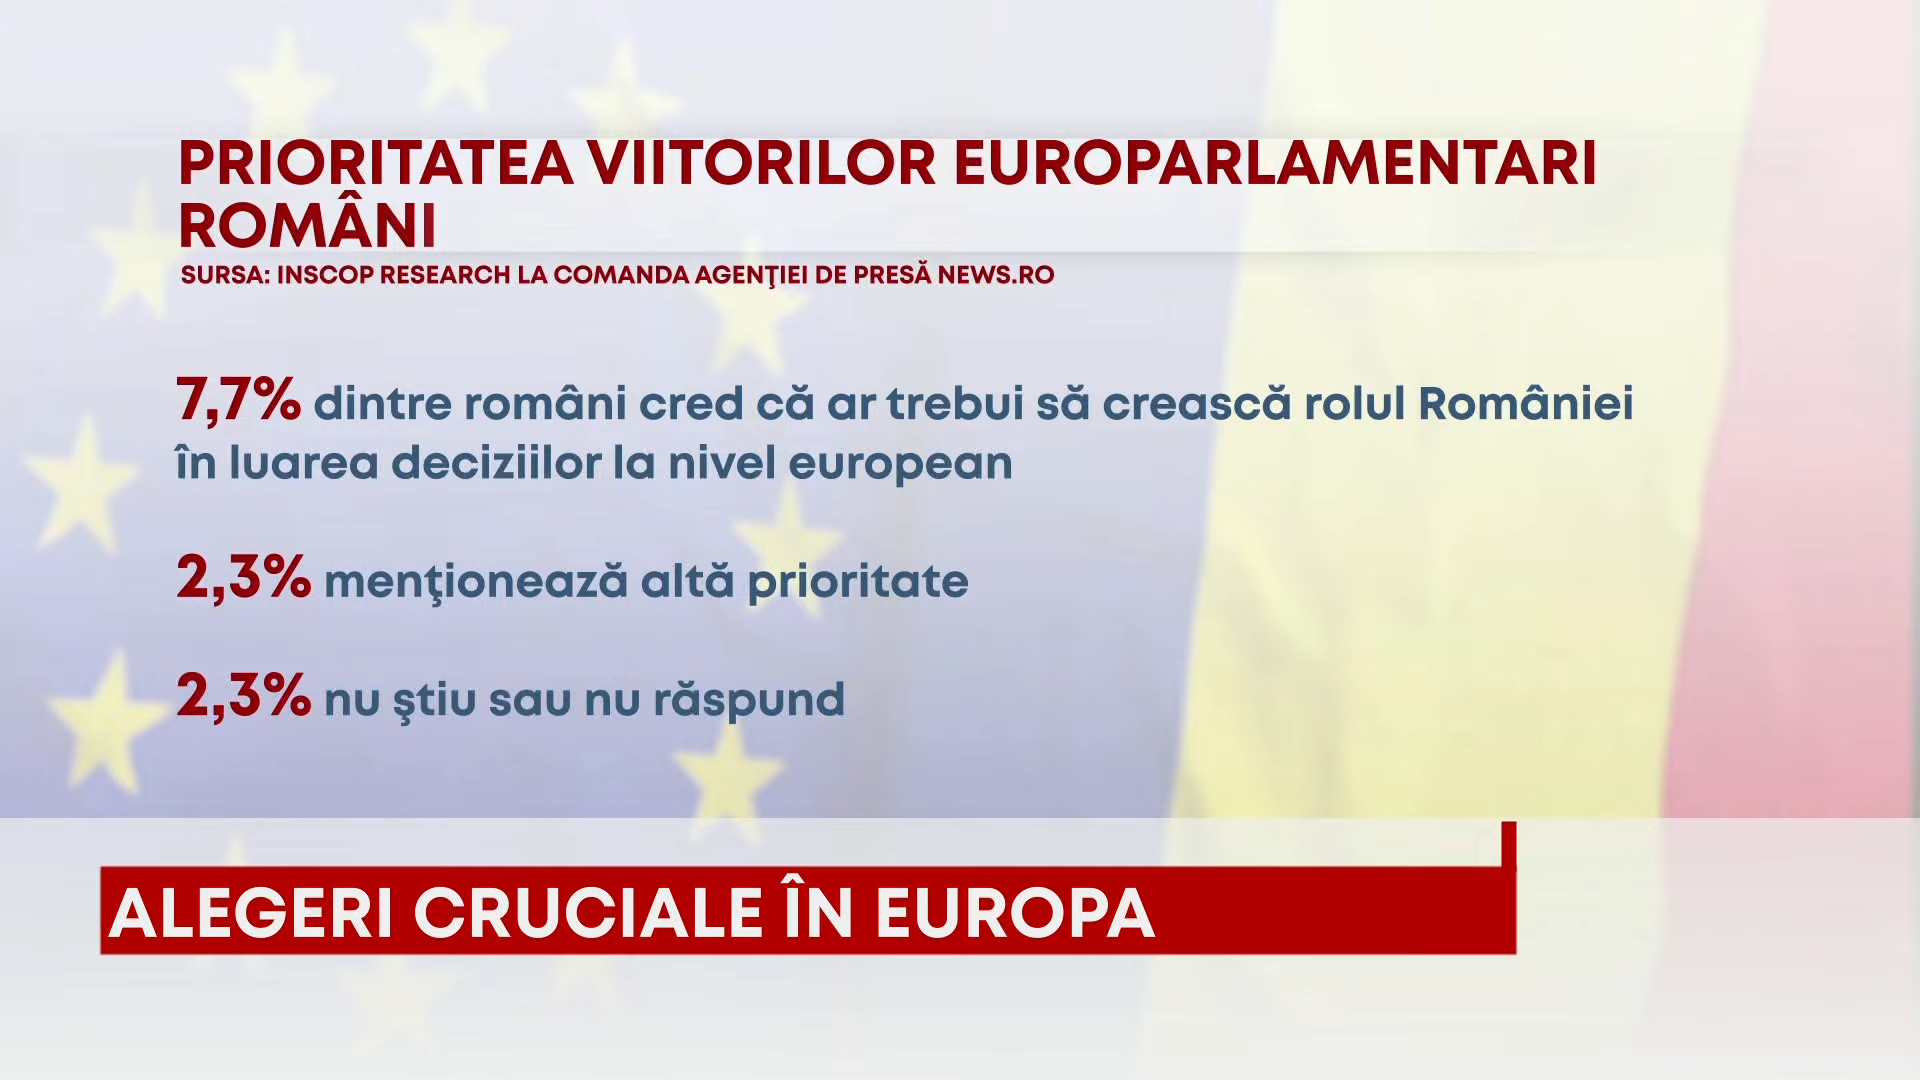 PRIORITATEA VIITORILOR EUROPARLAMENTARI
ROMÂNI
SURSA: INSCOP RESEARCH LA COMANDA AGENŢIEI DE PRESĂ NEWS.RO
7,7% dintre români cred că ar trebui să crească rolul României
în luarea deciziilor la nivel european
2,3% menţionează altă prioritate
2,3% nu ştiu sau nu răspund
ALEGERI CRUCIALE ÎN EUROPA